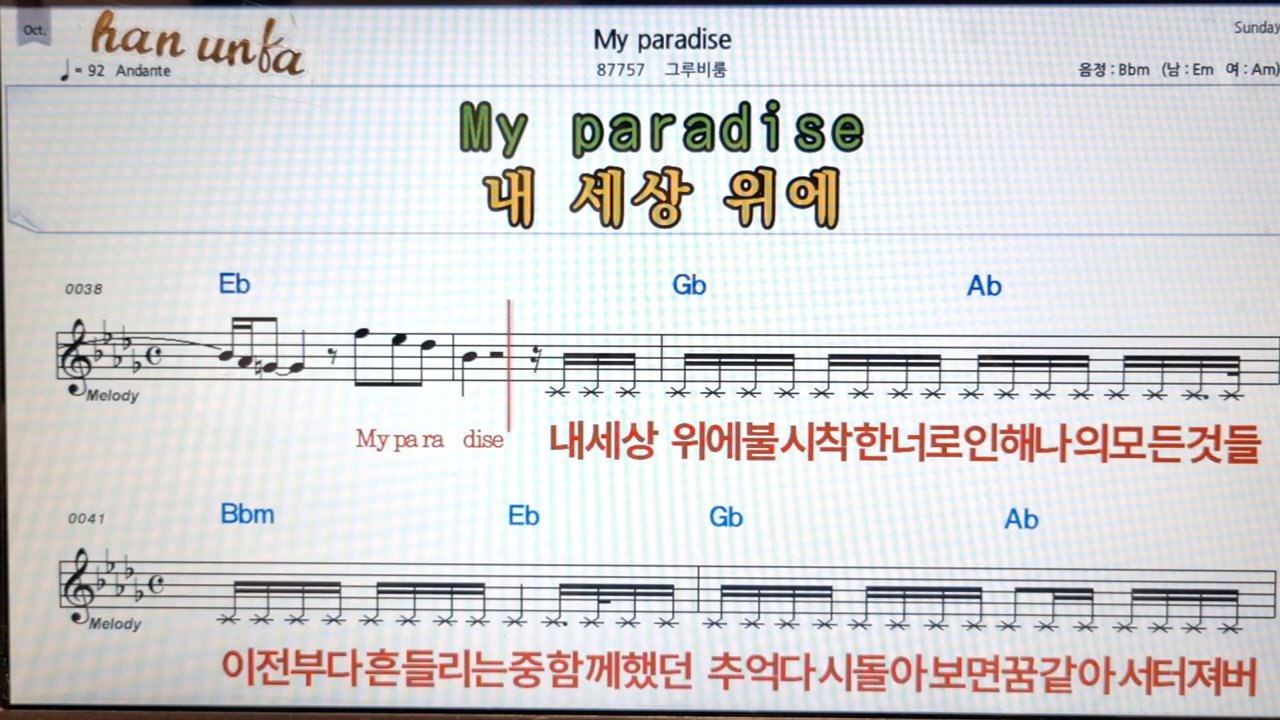 Oct.
han unfa
Sunday
My paradise
♩= 92 Andante
87757 그루비룸
음정 : Bbm (남 : Em 여 : Am)
My paradise
내 세상 위에
0038 Eb Gb Ab
Melody
My pa ra dise 내세상 위에불시착한너로인해나의모든것들
0041 Bbm Eb Gb Ab
Melody
이전부다흔들리는중함께했던 추억다시돌아보면꿈같아서터져버